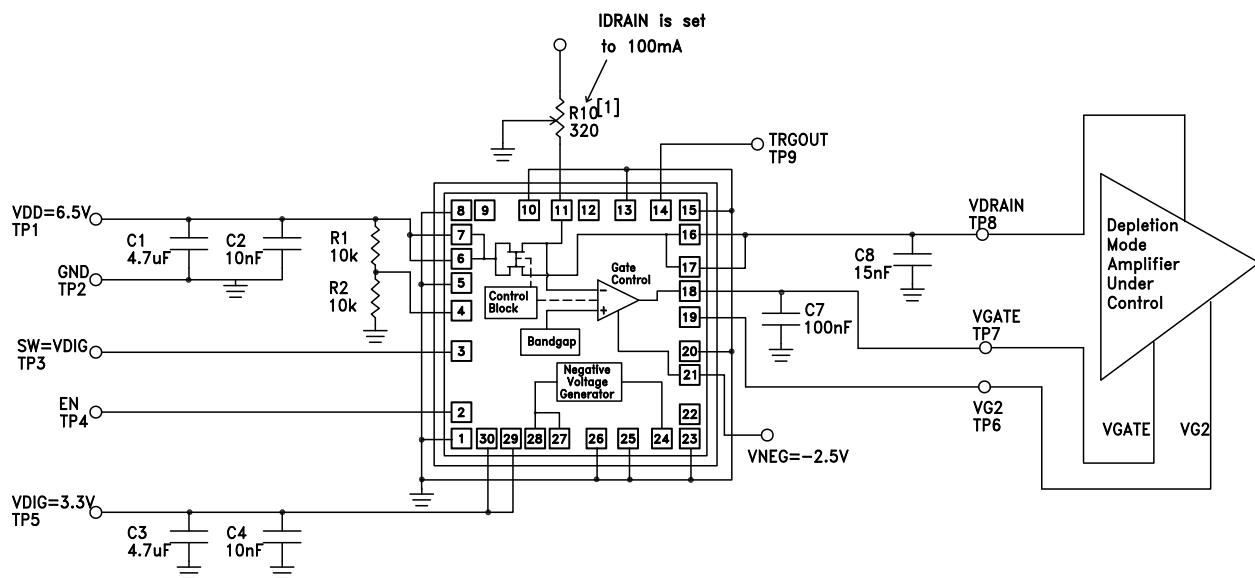 IDRAIN is set
to 100mA
R10[1]
320
TRGOUT
TP9
VDD=6.5V
TP1
C1
4.7uF
C2
10nF
R1
10k
GND
TP2
R2
10k
SW=VDIG
TP3
EN
TP4
VDIG=3.3V
TP5
C3
4.7uF
C4
10nF
8
9
10
11
12
13
14
15
7
16
6
17
5
18
4
19
3
20
21
2
22
1
30
29
28
27
26
25
24
23
Gate
Control
Control
Block
Bandgap
Negative
Voltage
Generator
−
+
VNEG=-2.5V
VDRAIN
TP8
C8
15nF
C7
100nF
VGATE
TP7
VG2
TP6
Depletion
Mode
Amplifier
Under
Control
VGATE
VG2